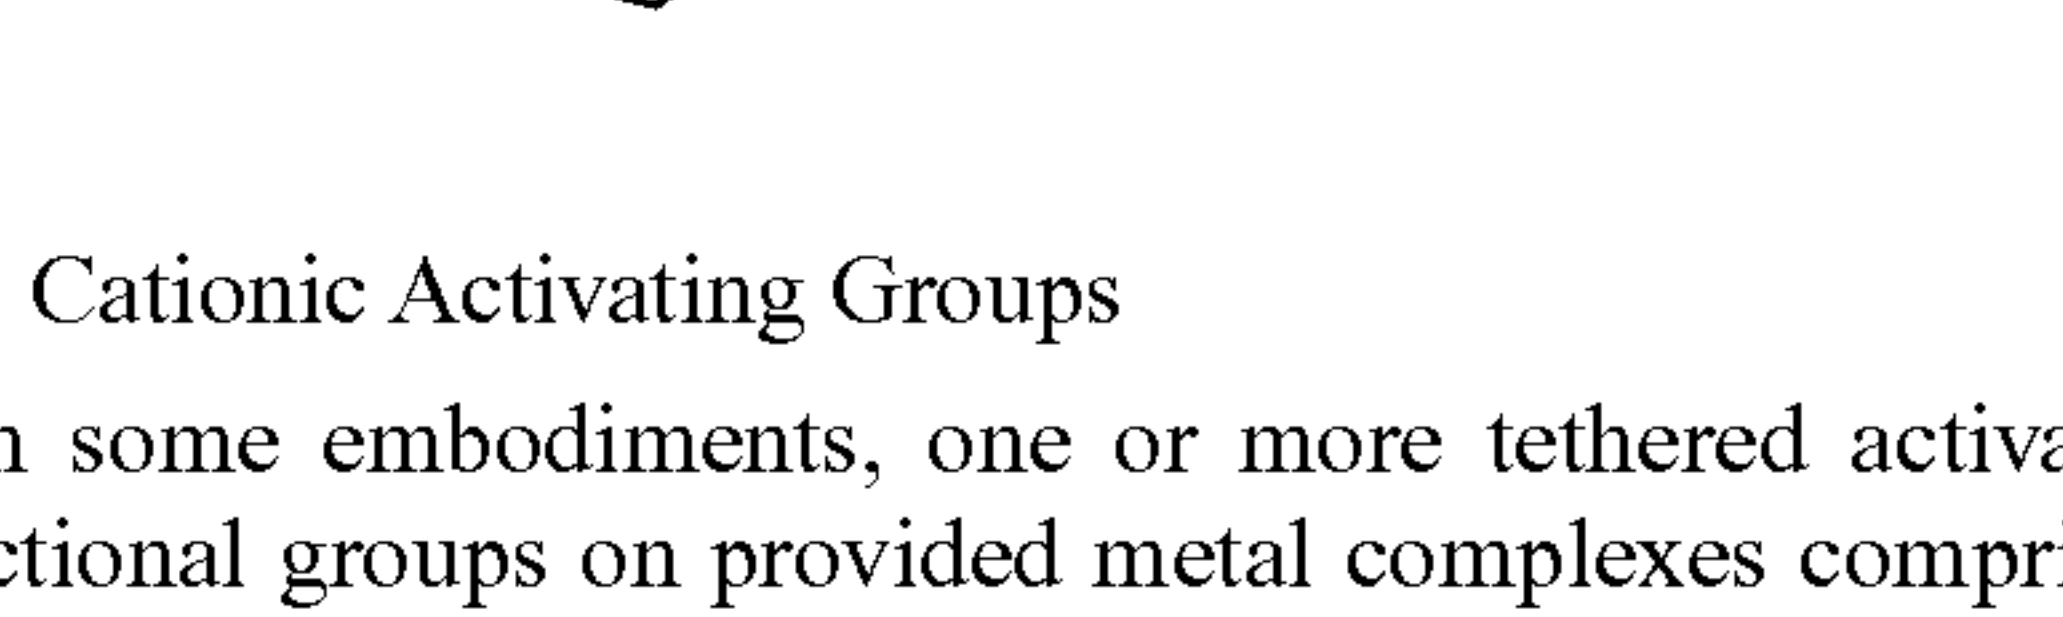 Cationic Activating Groups
n some embodiments, one or more tethered activa
ctional groups on provided metal complexes compri